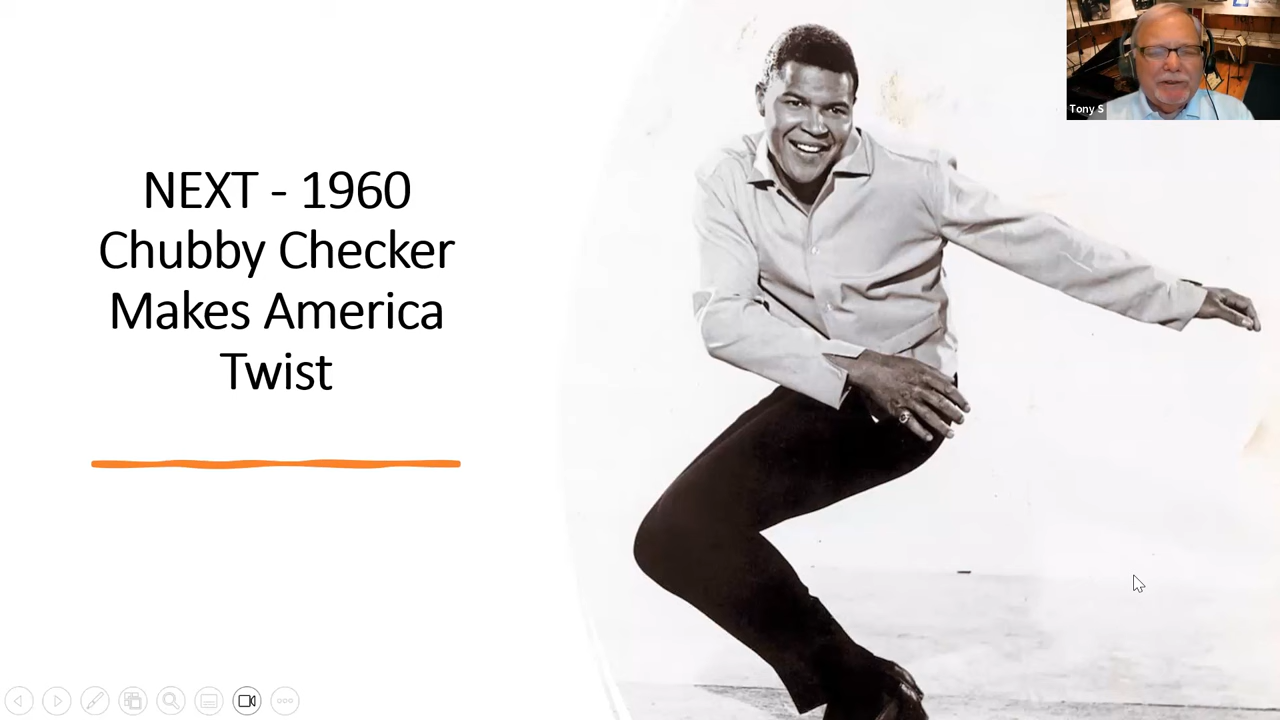 NEXT - 1960
Chubby Checker
Makes America
Twist
Tony S